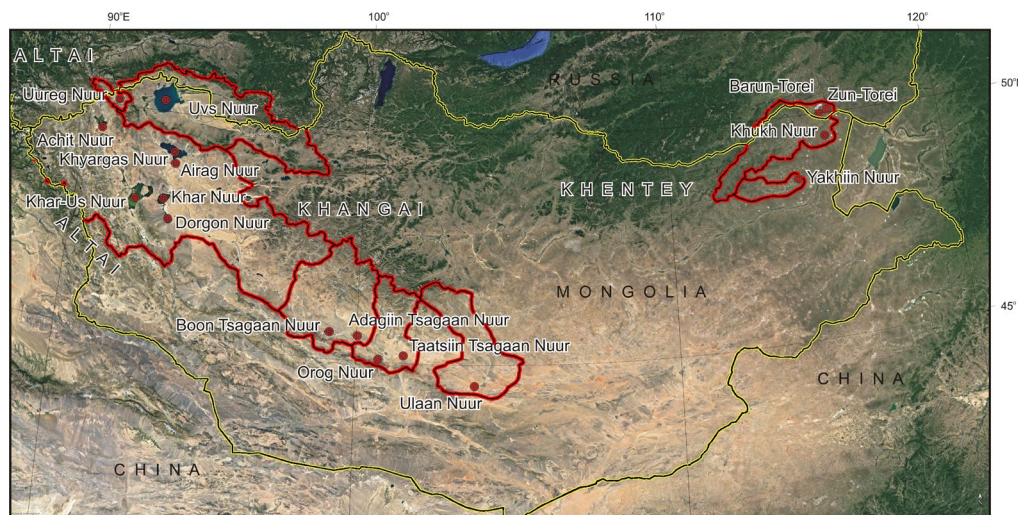 90°E
100°
110°
120°
ALTAI
RUSSIA
50°N
Barun-Torei
Zun-Torei
Uureg Nuur
Uvs Nuur
Khukh Nuur
Achit Nuur
Khyargas Nuur
Airag Nuur
Yakhiin Nuur
KHENTEY
Khar-Us Nuur
Khar Nuur
KHANGAI
Dorgon Nuur
ALTAI
MONGOLIA
45°
Boon Tsagaan Nuur
Adagiin Tsagaan Nuur
Taatsiin Tsagaan Nuur
Orog Nuur
CHINA
Ulaan Nuur
CHINA